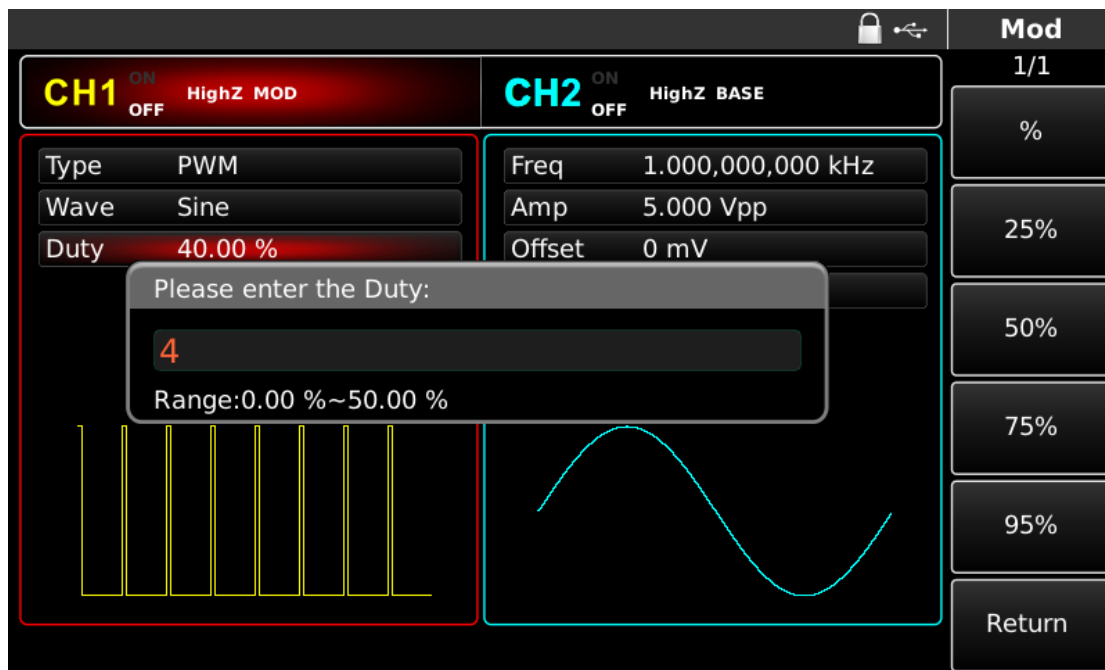 Mod
1/1
CH1 ON OFF HighZ MOD
CH2 ON OFF HighZ BASE
Type PWM
Wave Sine
Duty 40.00 %
Freq 1.000,000,000 kHz
Amp 5.000 Vpp
Offset 0 mV
Please enter the Duty:
4
Range:0.00 %~50.00 %
%
25%
50%
75%
95%
Return